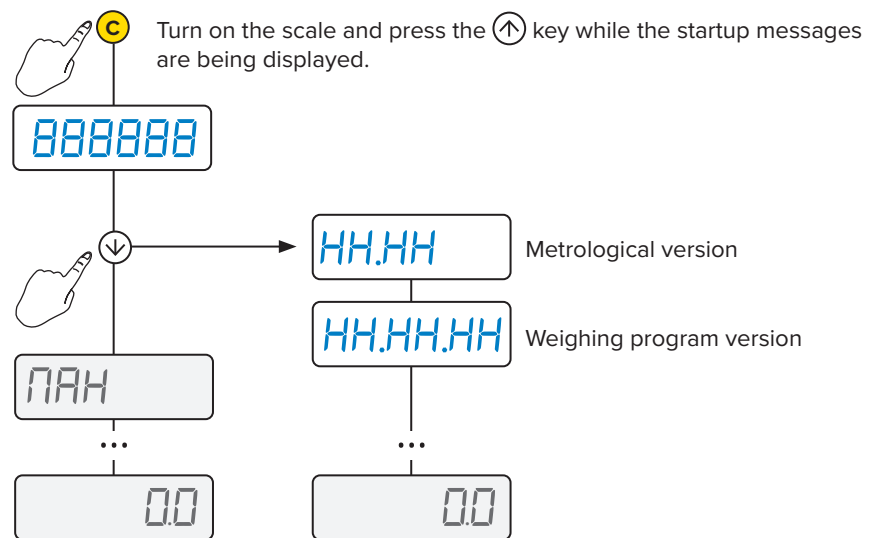 C
Turn on the scale and press the ↑ key while the startup messages
are being displayed.
888888
↓
HH.HH
Metrological version
HH.HH.HH
Weighing program version
ПAH
...
...
0.0
0.0